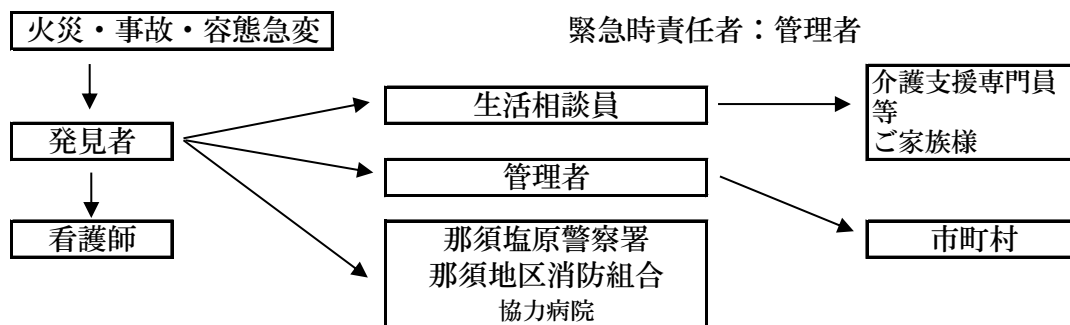 火災・事故・容態急変
緊急時責任者：管理者
発見者
看護師
生活相談員
管理者
那須塩原警察署
那須地区消防組合
協力病院
介護支援専門員
等
ご家族様
市町村